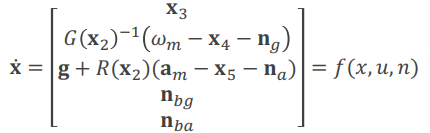 x₃
G(x₂)⁻¹(ω_m − x₄ − n_g)
ẋ = g + R(x₂)(a_m − x₅ − n_a) = f(x, u, n)
n_bg
n_ba